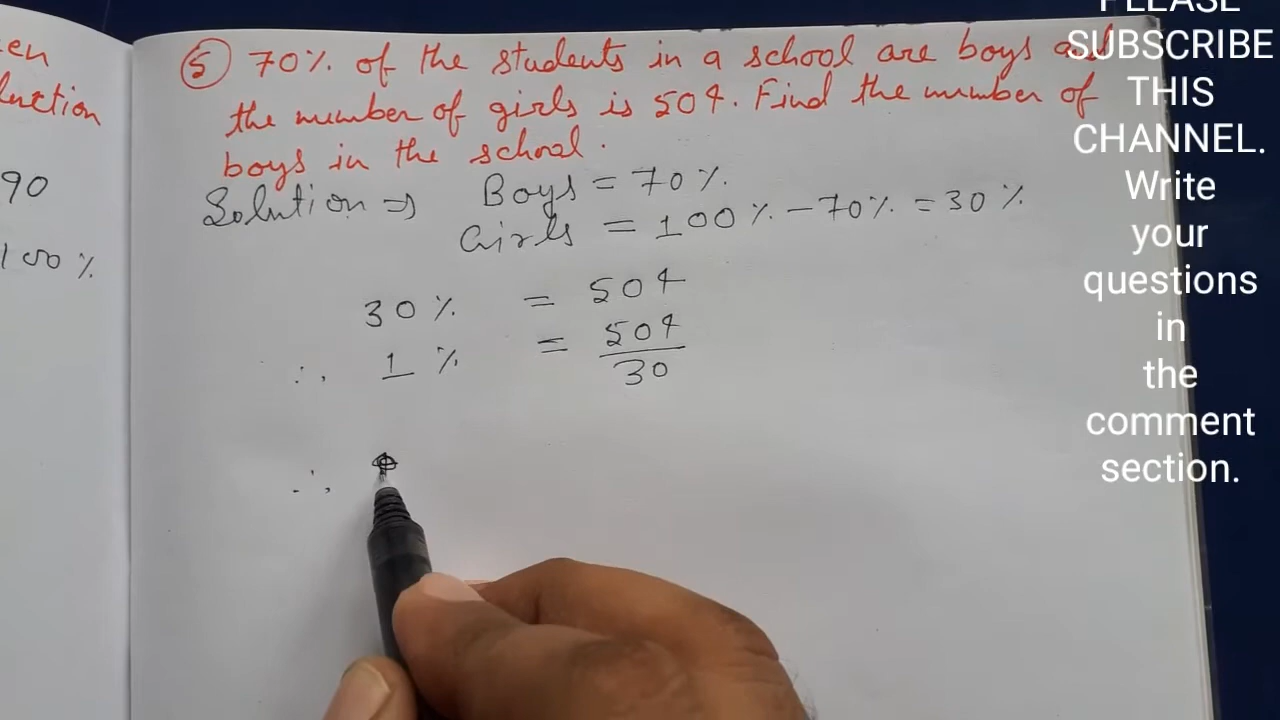 en
luction
90
100%
⑤ 70% of the students in a school are boys
the number of girls is 504. Find the number of
boys in the school.
Solution ⇒ Boys = 70%.
Girls = 100% - 70% = 30%
30% = 504
∴ 1% = 504/30
∴
PLEASE
SUBSCRIBE
THIS
CHANNEL.
Write
your
questions
in
the
comment
section.